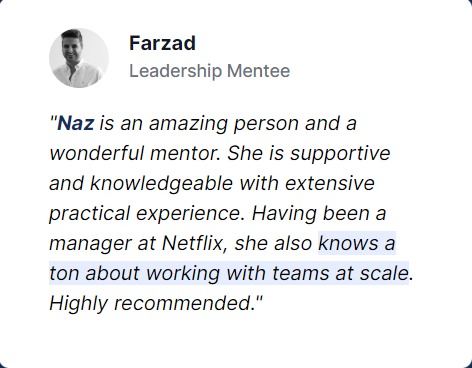 Farzad
Leadership Mentee
"Naz is an amazing person and a
wonderful mentor. She is supportive
and knowledgeable with extensive
practical experience. Having been a
manager at Netflix, she also knows a
ton about working with teams at scale.
Highly recommended."